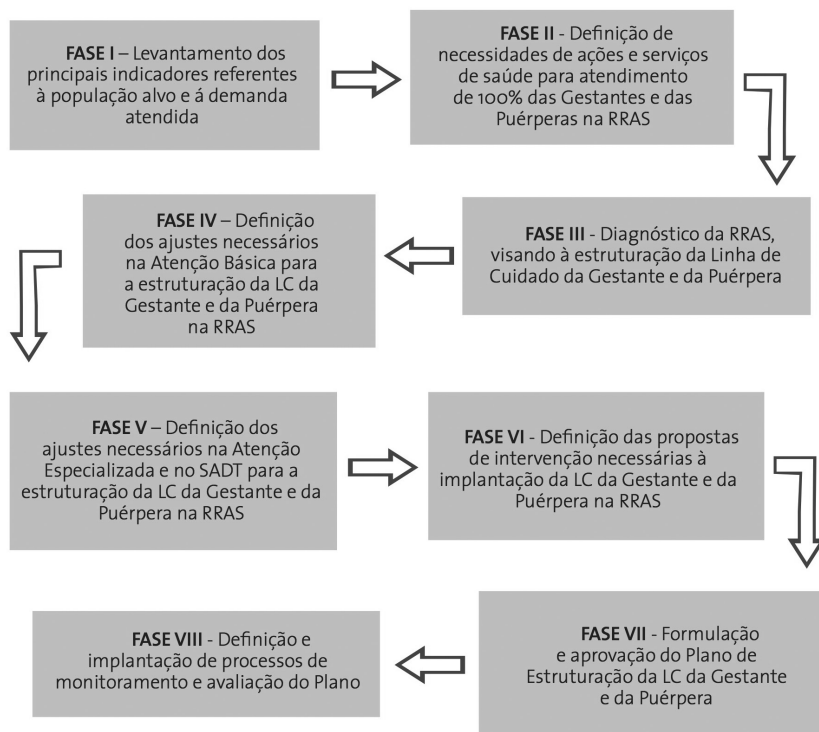 FASE I – Levantamento dos
principais indicadores referentes
à população alvo e á demanda
atendida
FASE II - Definição de
necessidades de ações e serviços
de saúde para atendimento
de 100% das Gestantes e das
Puérperas na RRAS
FASE III - Diagnóstico da RRAS,
visando à estruturação da Linha de
Cuidado da Gestante e da Puérpera
FASE IV – Definição
dos ajustes necessários
na Atenção Básica para
a estruturação da LC da
Gestante e da Puérpera
na RRAS
FASE V – Definição dos
ajustes necessários na Atenção
Especializada e no SADT para a
estruturação da LC da Gestante e da
Puérpera na RRAS
FASE VI - Definição das propostas
de intervenção necessárias à
implantação da LC da Gestante e da
Puérpera na RRAS
FASE VII - Formulação
e aprovação do Plano de
Estruturação da LC da Gestante
e da Puérpera
FASE VIII - Definição e
implantação de processos de
monitoramento e avaliação do Plano